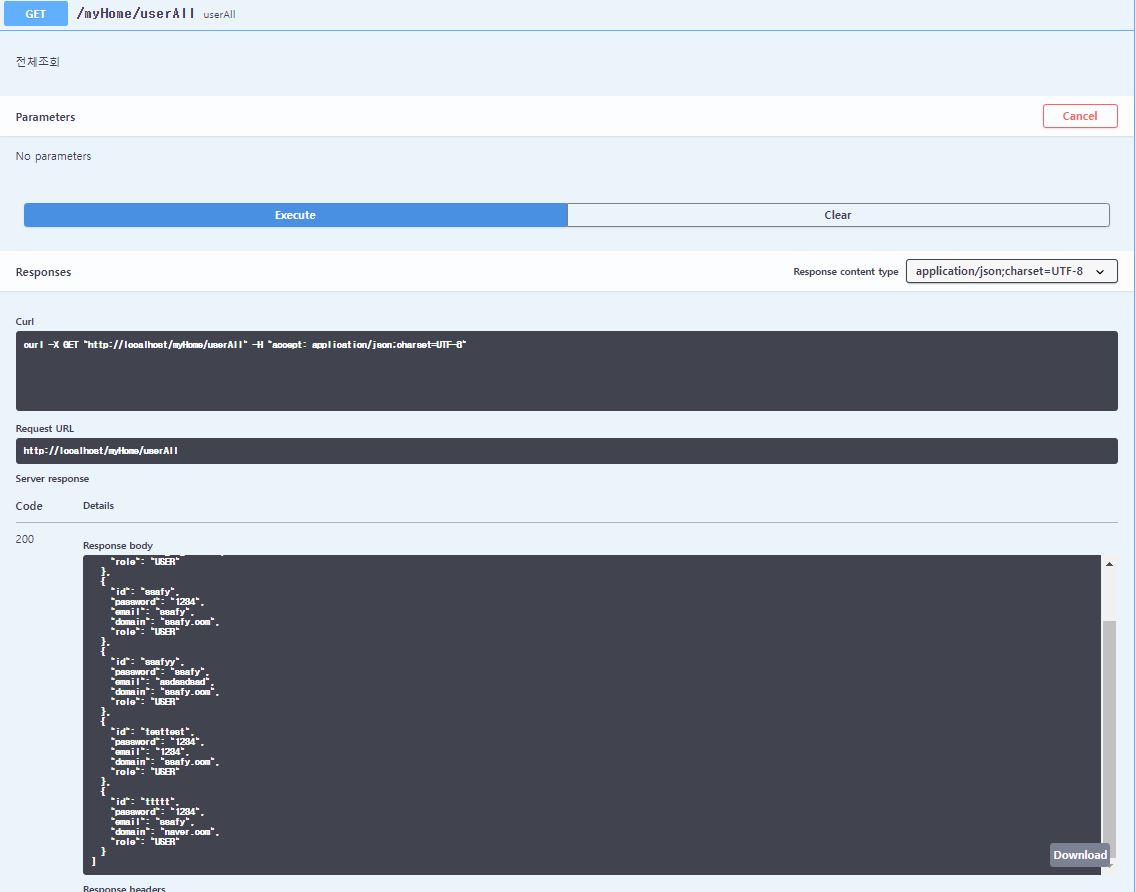 GET /myHome/userAll userAll
전체조회
Parameters
Cancel
No parameters
Execute
Clear
Responses
Response content type
application/json;charset=UTF-8
Curl
curl -X GET "http://localhost/myHome/userAll" -H "accept: application/json;charset=UTF-8"
Request URL
http://localhost/myHome/userAll
Server response
Code Details
200
Response body
"role": "USER"
},
{
"id": "ssafy",
"password": "1234",
"email": "ssafy",
"domain": "ssafy.com",
"role": "USER"
},
{
"id": "ssafyy",
"password": "ssafy",
"email": "asdasdsad",
"domain": "ssafy.com",
"role": "USER"
},
{
"id": "testtest",
"password": "1234",
"email": "1234",
"domain": "ssafy.com",
"role": "USER"
},
{
"id": "ttttt",
"password": "1234",
"email": "ssafy",
"domain": "naver.com",
"role": "USER"
}
]
Download
Response headers